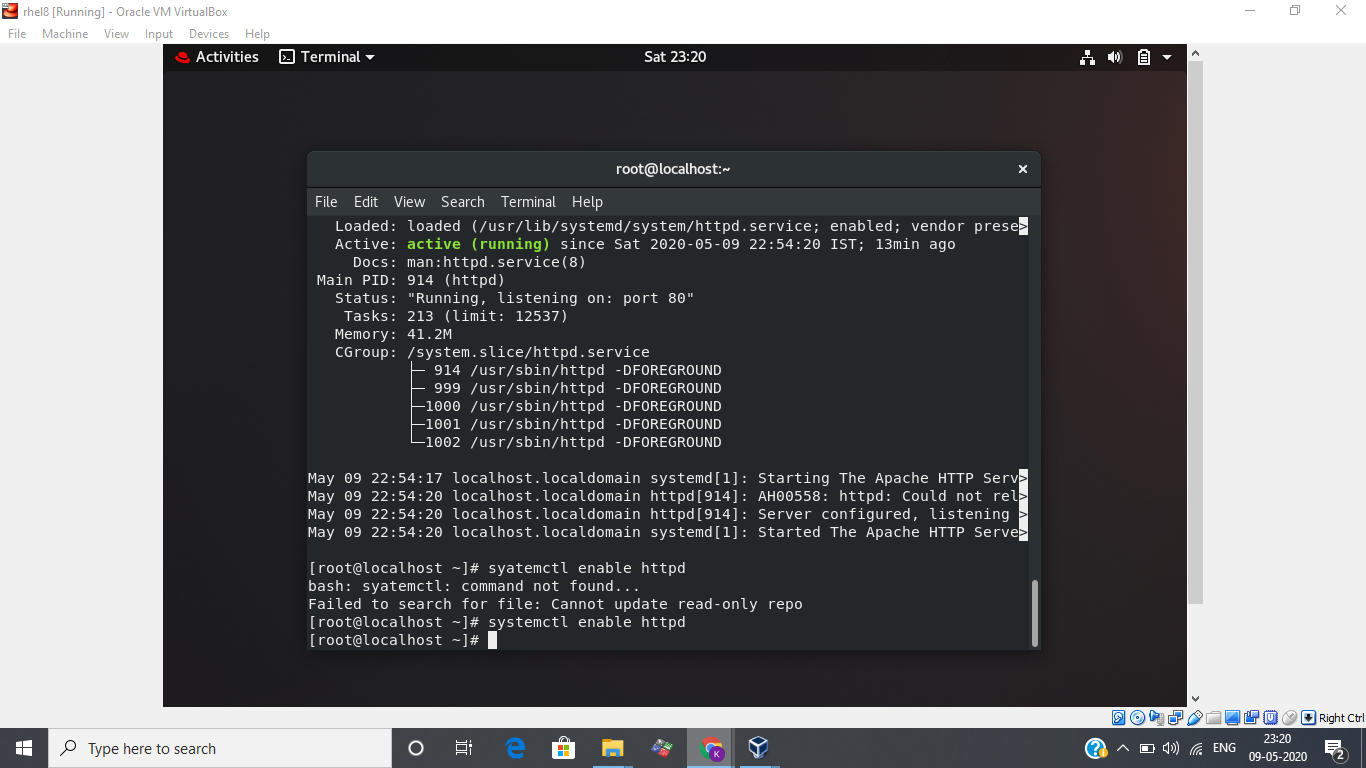 rhel8 [Running] - Oracle VM VirtualBox
File Machine View Input Devices Help
Activities Terminal Sat 23:20
root@localhost:~
File Edit View Search Terminal Help
Loaded: loaded (/usr/lib/systemd/system/httpd.service; enabled; vendor prese>
Active: active (running) since Sat 2020-05-09 22:54:20 IST; 13min ago
Docs: man:httpd.service(8)
Main PID: 914 (httpd)
Status: "Running, listening on: port 80"
Tasks: 213 (limit: 12537)
Memory: 41.2M
CGroup: /system.slice/httpd.service
├─ 914 /usr/sbin/httpd -DFOREGROUND
├─ 999 /usr/sbin/httpd -DFOREGROUND
├─1000 /usr/sbin/httpd -DFOREGROUND
├─1001 /usr/sbin/httpd -DFOREGROUND
└─1002 /usr/sbin/httpd -DFOREGROUND
May 09 22:54:17 localhost.localdomain systemd[1]: Starting The Apache HTTP Serv>
May 09 22:54:20 localhost.localdomain httpd[914]: AH00558: httpd: Could not rel>
May 09 22:54:20 localhost.localdomain httpd[914]: Server configured, listening >
May 09 22:54:20 localhost.localdomain systemd[1]: Started The Apache HTTP Serve>
[root@localhost ~]# syatemctl enable httpd
bash: syatemctl: command not found...
Failed to search for file: Cannot update read-only repo
[root@localhost ~]# systemctl enable httpd
[root@localhost ~]#
Right Ctrl
Type here to search
K
ENG
23:20
09-05-2020
2